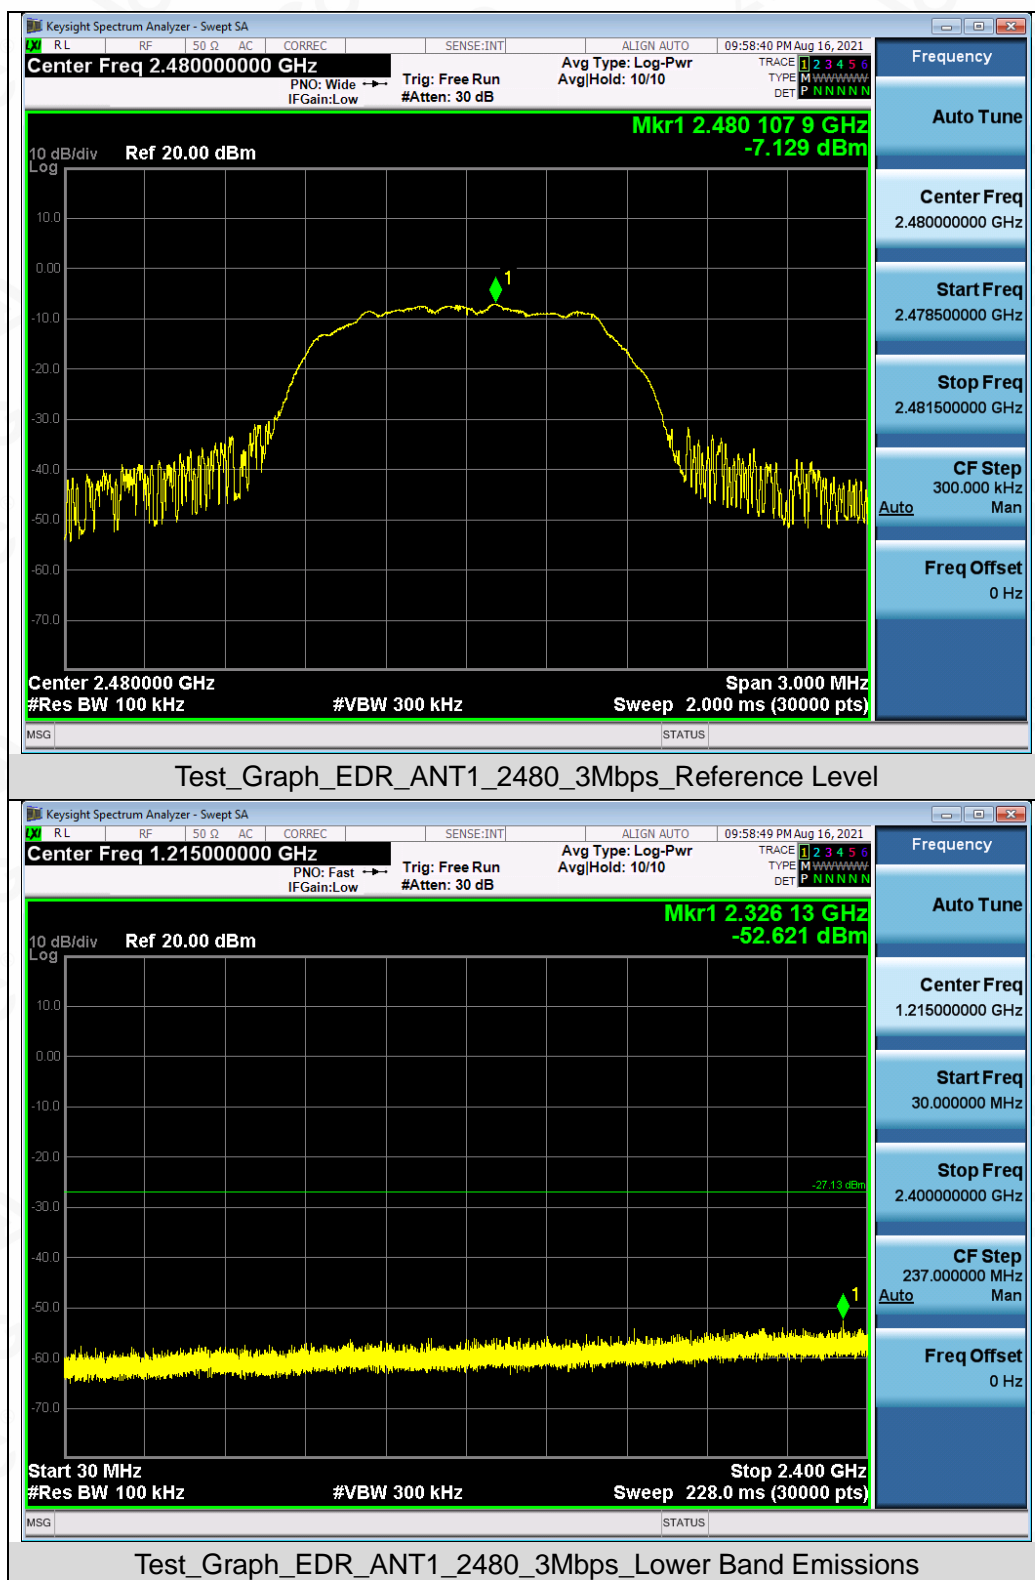 Keysight Spectrum Analyzer - Swept SA
LXI RL RF 50 Ω AC CORREC SENSE:INT ALIGN AUTO 09:58:40 PM Aug 16, 2021
Center Freq 2.480000000 GHz
PNO: Wide
IFGain:Low
Trig: Free Run
#Atten: 30 dB
Avg Type: Log-Pwr
Avg|Hold: 10/10
TRACE 1 2 3 4 5 6
TYPE M WWWWW
DET P N N N N N
Mkr1 2.480 107 9 GHz
-7.129 dBm
10 dB/div Ref 20.00 dBm
Log
10.0
0.00
-10.0
-20.0
-30.0
-40.0
-50.0
-60.0
-70.0
1
Center 2.480000 GHz Span 3.000 MHz
#Res BW 100 kHz #VBW 300 kHz Sweep 2.000 ms (30000 pts)
MSG STATUS
Frequency
Auto Tune
Center Freq
2.480000000 GHz
Start Freq
2.478500000 GHz
Stop Freq
2.481500000 GHz
CF Step
300.000 kHz
Auto Man
Freq Offset
0 Hz
Test_Graph_EDR_ANT1_2480_3Mbps_Reference Level
Keysight Spectrum Analyzer - Swept SA
LXI RL RF 50 Ω AC CORREC SENSE:INT ALIGN AUTO 09:58:49 PM Aug 16, 2021
Center Freq 1.215000000 GHz
PNO: Fast
IFGain:Low
Trig: Free Run
#Atten: 30 dB
Avg Type: Log-Pwr
Avg|Hold: 10/10
TRACE 1 2 3 4 5 6
TYPE M WWWWW
DET P N N N N N
Mkr1 2.326 13 GHz
-52.621 dBm
10 dB/div Ref 20.00 dBm
Log
10.0
0.00
-10.0
-20.0
-30.0
-40.0
-50.0
-60.0
-70.0
-27.13 dBm
1
Start 30 MHz Stop 2.400 GHz
#Res BW 100 kHz #VBW 300 kHz Sweep 228.0 ms (30000 pts)
MSG STATUS
Frequency
Auto Tune
Center Freq
1.215000000 GHz
Start Freq
30.000000 MHz
Stop Freq
2.400000000 GHz
CF Step
237.000000 MHz
Auto Man
Freq Offset
0 Hz
Test_Graph_EDR_ANT1_2480_3Mbps_Lower Band Emissions